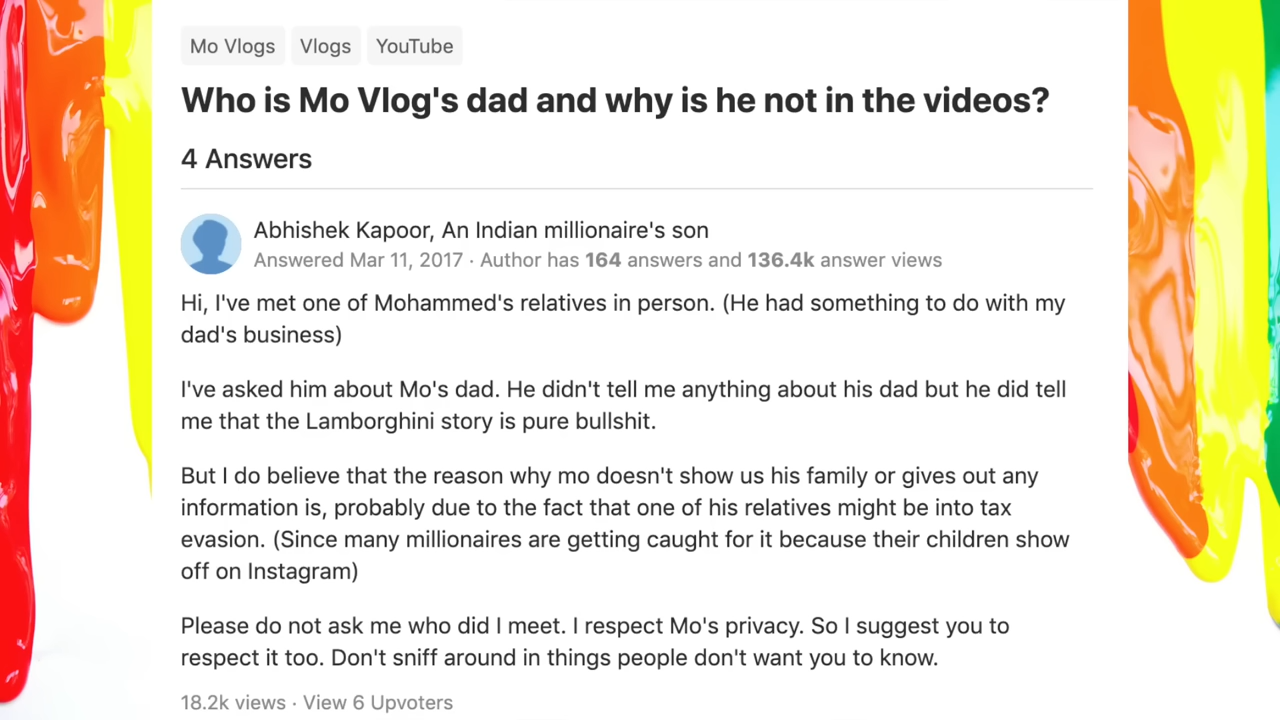 Mo Vlogs Vlogs YouTube
Who is Mo Vlog's dad and why is he not in the videos?
4 Answers
Abhishek Kapoor, An Indian millionaire's son
Answered Mar 11, 2017 · Author has 164 answers and 136.4k answer views
Hi, I've met one of Mohammed's relatives in person. (He had something to do with my
dad's business)
I've asked him about Mo's dad. He didn't tell me anything about his dad but he did tell
me that the Lamborghini story is pure bullshit.
But I do believe that the reason why mo doesn't show us his family or gives out any
information is, probably due to the fact that one of his relatives might be into tax
evasion. (Since many millionaires are getting caught for it because their children show
off on Instagram)
Please do not ask me who did I meet. I respect Mo's privacy. So I suggest you to
respect it too. Don't sniff around in things people don't want you to know.
18.2k views · View 6 Upvoters